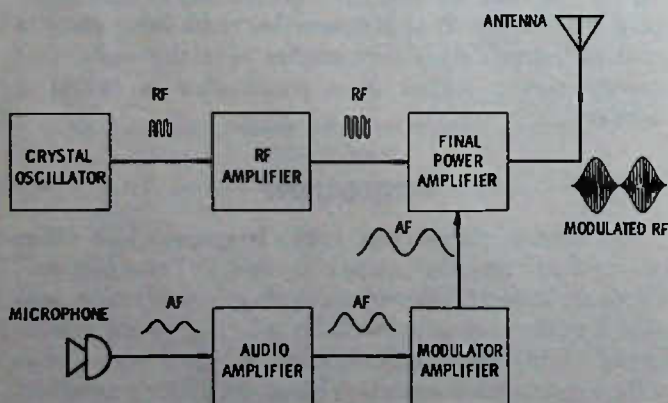 ANTENNA
RF
RF
CRYSTAL
OSCILLATOR
RF
AMPLIFIER
FINAL
POWER
AMPLIFIER
MODULATED RF
AF
MICROPHONE
AF
AF
AUDIO
AMPLIFIER
MODULATOR
AMPLIFIER